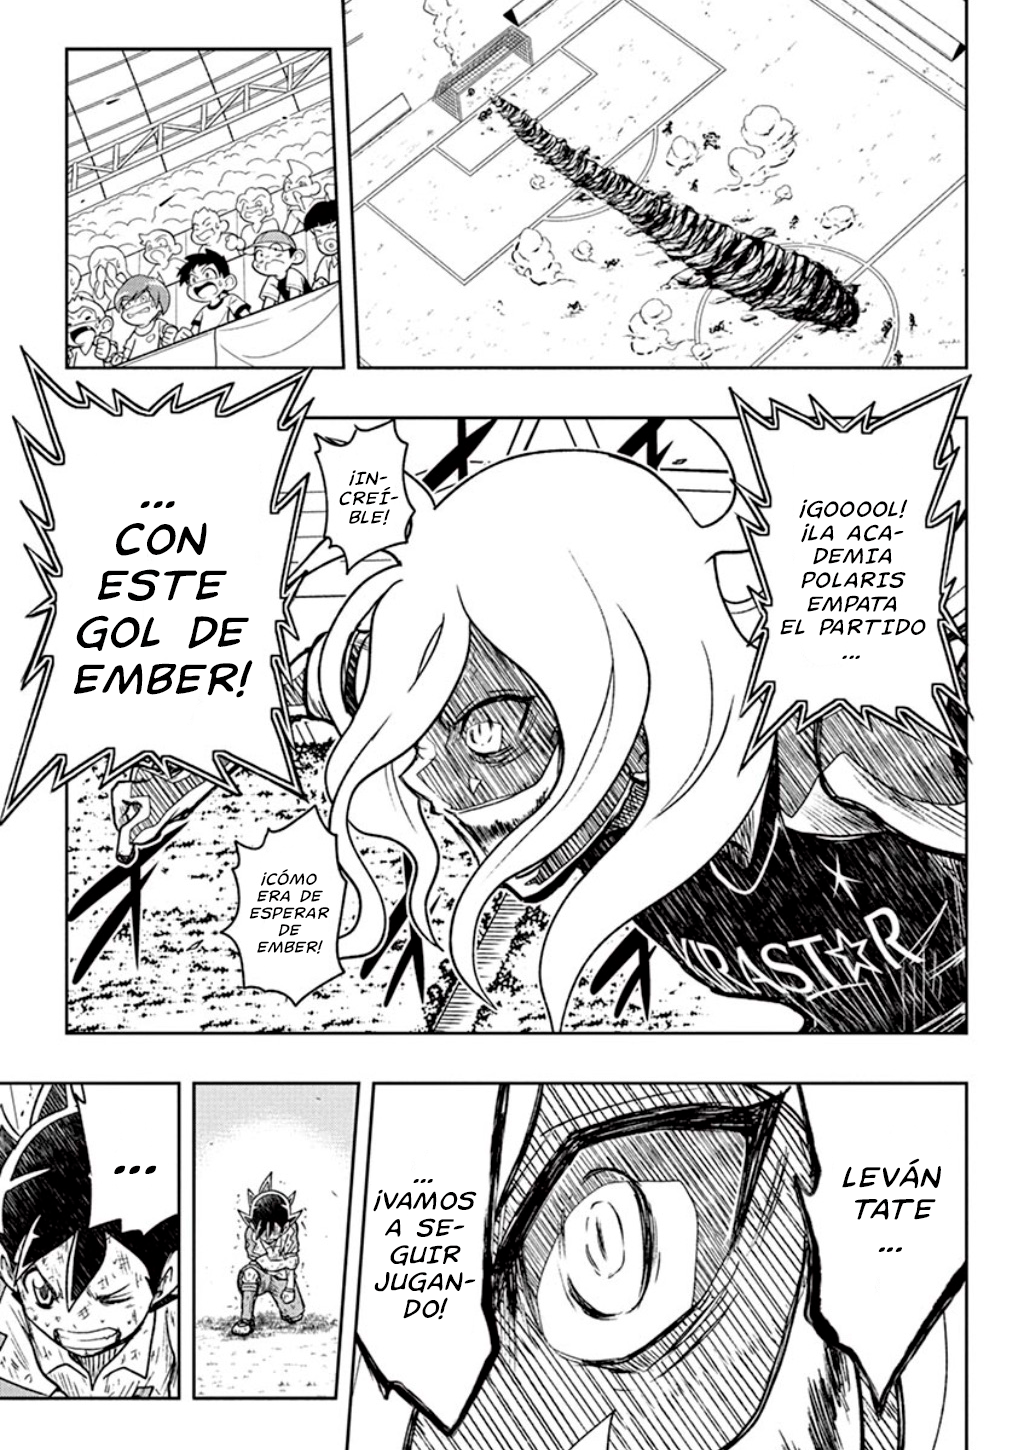 ¡GOOOOL!
¡LA ACA-
DEMIA
POLARIS
EMPATA
EL PARTIDO
...
¡IN-
CREÍ-
BLE!
...
CON
ESTE
GOL DE
EMBER!
¡CÓMO
ERA DE
ESPERAR
DE
EMBER!
KIRASTAR
LEVÁN
TATE
...
...
¡VAMOS
A SE-
GUIR
JUGAN-
DO!
...